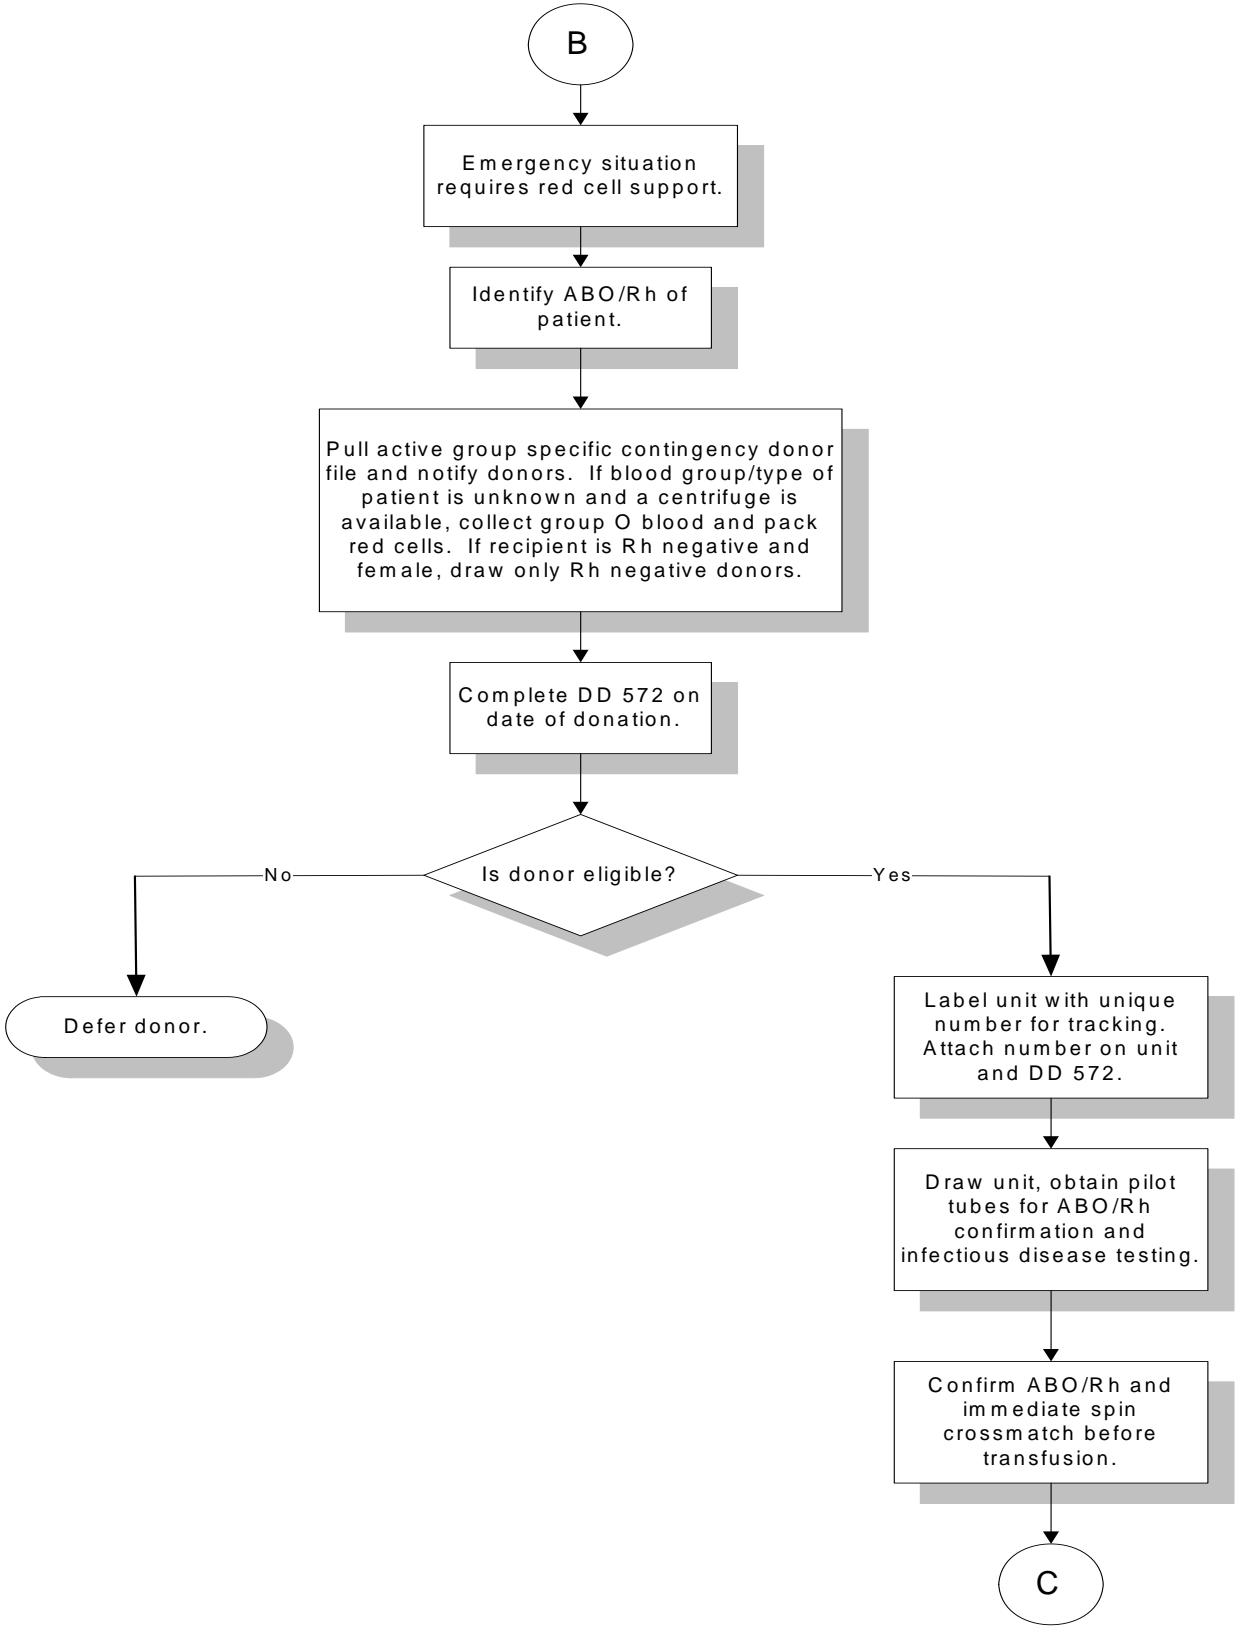 B
Emergency situation
requires red cell support.
Identify ABO/Rh of
patient.
Pull active group specific contingency donor
file and notify donors. If blood group/type of
patient is unknown and a centrifuge is
available, collect group O blood and pack
red cells. If recipient is Rh negative and
female, draw only Rh negative donors.
Complete DD 572 on
date of donation.
Is donor eligible?
No
Yes
Defer donor.
Label unit with unique
number for tracking.
Attach number on unit
and DD 572.
Draw unit, obtain pilot
tubes for ABO/Rh
confirmation and
infectious disease testing.
Confirm ABO/Rh and
immediate spin
crossmatch before
transfusion.
C